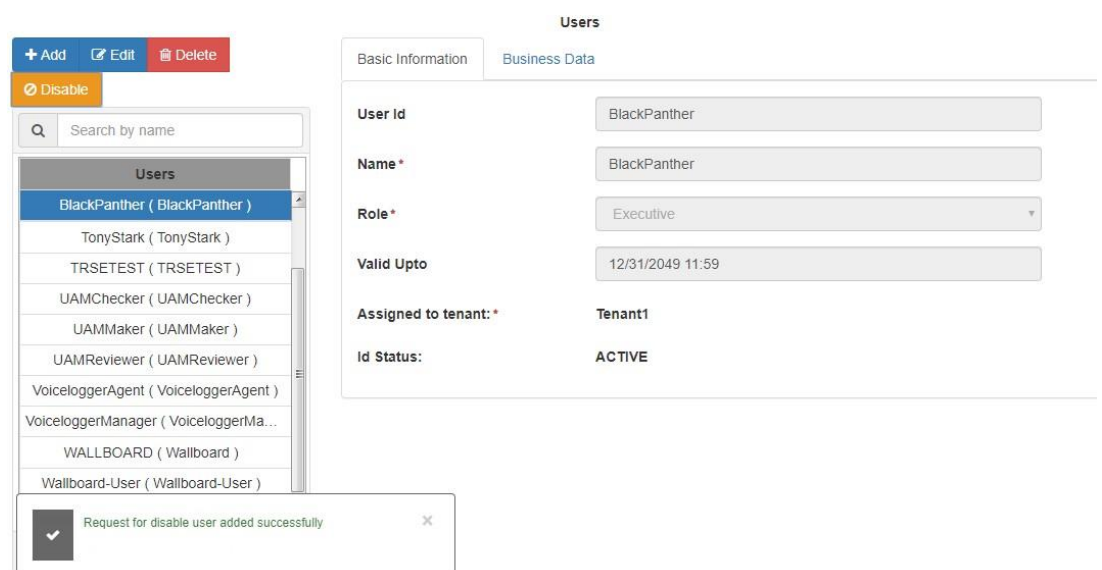 Users
Add Edit Delete
Disable
Search by name
Users
BlackPanther ( BlackPanther )
TonyStark ( TonyStark )
TRSETEST ( TRSETEST )
UAMChecker ( UAMChecker )
UAMMaker ( UAMMaker )
UAMReviewer ( UAMReviewer )
VoiceloggerAgent ( VoiceloggerAgent )
VoiceloggerManager ( VoiceloggerMa...
WALLBOARD ( Wallboard )
Wallboard-User ( Wallboard-User )
Request for disable user added successfully
Basic Information Business Data
User Id BlackPanther
Name* BlackPanther
Role* Executive
Valid Upto 12/31/2049 11:59
Assigned to tenant:* Tenant1
Id Status: ACTIVE